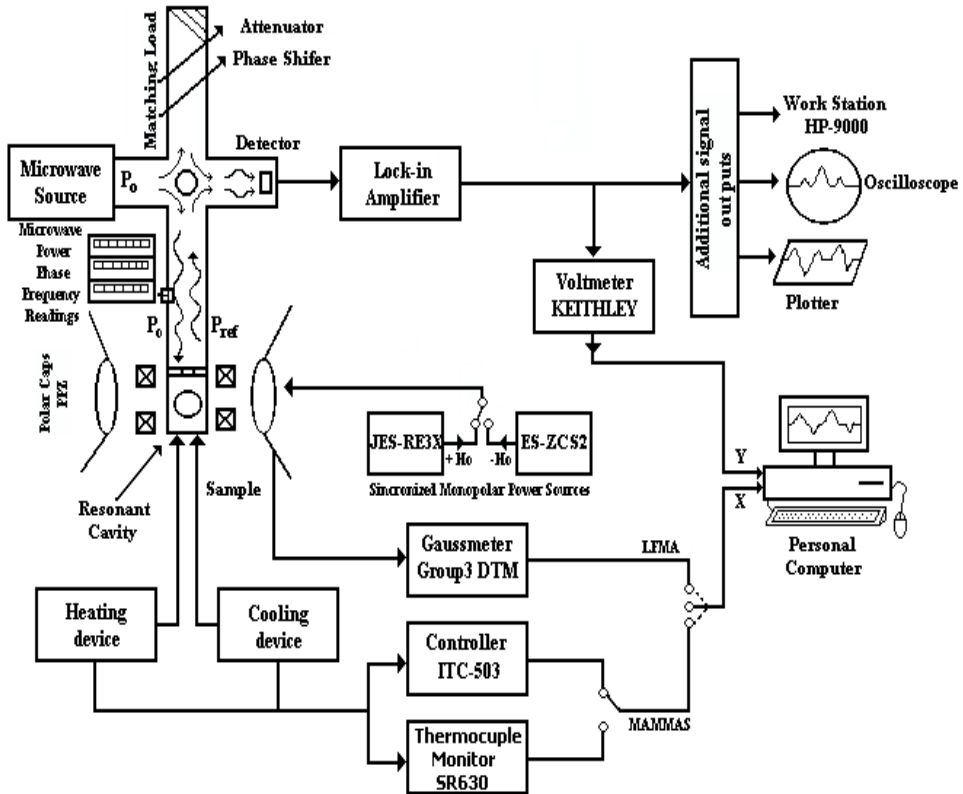 Attenuator
Phase Shifer
Matching Load
Detector
Microwave
Source
Po
Lock-in
Amplifier
Additional signal
outputs
Work Station
HP-9000
Oscilloscope
Plotter
Microwave
Power
Phase
Frequency
Readings
Po
Pref
Voltmeter
KEITHLEY
Polar Caps
JES-RE3X
+Ho
-Ho
ES-ZCS2
Sincronized Monopolar Power Sources
Sample
Resonant
Cavity
Y
X
Personal
Computer
Gaussmeter
Group3 DTM
LFMA
Heating
device
Cooling
device
Controller
ITC-503
MAMMAS
Thermocuple
Monitor
SR630